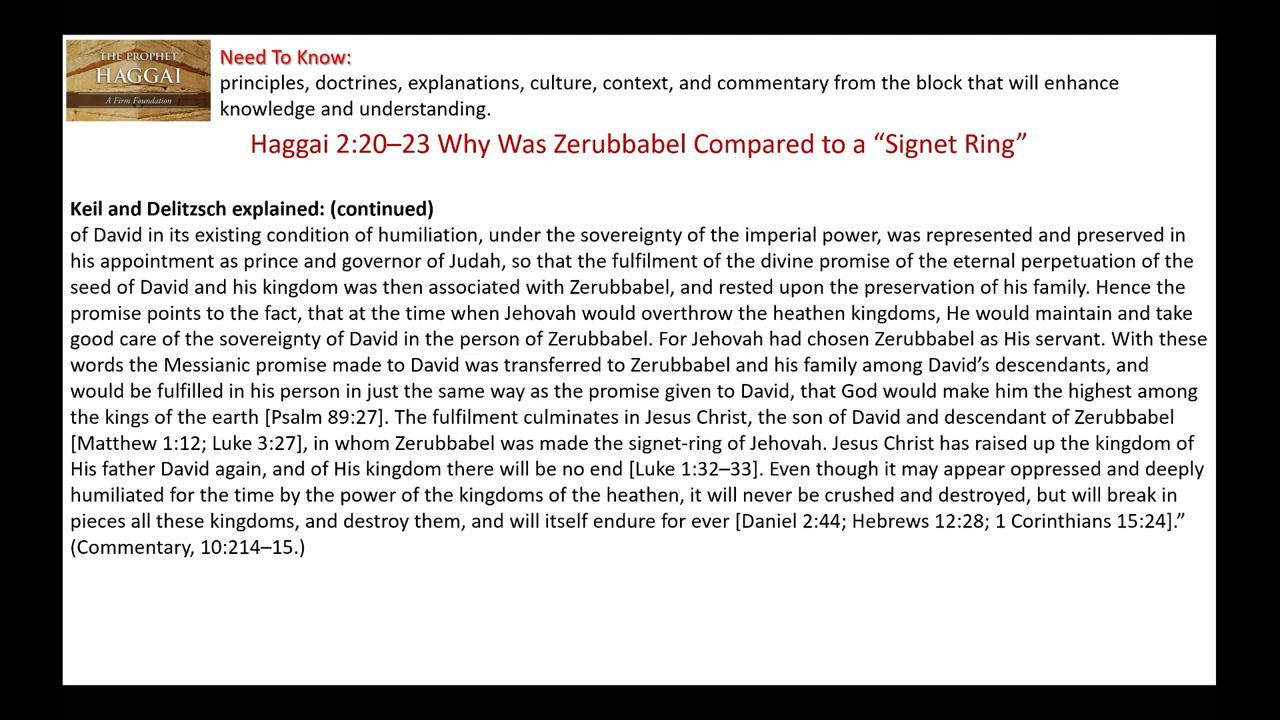 THE PROPHET
HAGGAI
A Firm Foundation
Need To Know:
principles, doctrines, explanations, culture, context, and commentary from the block that will enhance
knowledge and understanding.
Haggai 2:20–23 Why Was Zerubbabel Compared to a “Signet Ring”
Keil and Delitzsch explained: (continued)
of David in its existing condition of humiliation, under the sovereignty of the imperial power, was represented and preserved in
his appointment as prince and governor of Judah, so that the fulfilment of the divine promise of the eternal perpetuation of the
seed of David and his kingdom was then associated with Zerubbabel, and rested upon the preservation of his family. Hence the
promise points to the fact, that at the time when Jehovah would overthrow the heathen kingdoms, He would maintain and take
good care of the sovereignty of David in the person of Zerubbabel. For Jehovah had chosen Zerubbabel as His servant. With these
words the Messianic promise made to David was transferred to Zerubbabel and his family among David’s descendants, and
would be fulfilled in his person in just the same way as the promise given to David, that God would make him the highest among
the kings of the earth [Psalm 89:27]. The fulfilment culminates in Jesus Christ, the son of David and descendant of Zerubbabel
[Matthew 1:12; Luke 3:27], in whom Zerubbabel was made the signet-ring of Jehovah. Jesus Christ has raised up the kingdom of
His father David again, and of His kingdom there will be no end [Luke 1:32–33]. Even though it may appear oppressed and deeply
humiliated for the time by the power of the kingdoms of the heathen, it will never be crushed and destroyed, but will break in
pieces all these kingdoms, and destroy them, and will itself endure for ever [Daniel 2:44; Hebrews 12:28; 1 Corinthians 15:24].”
(Commentary, 10:214–15.)